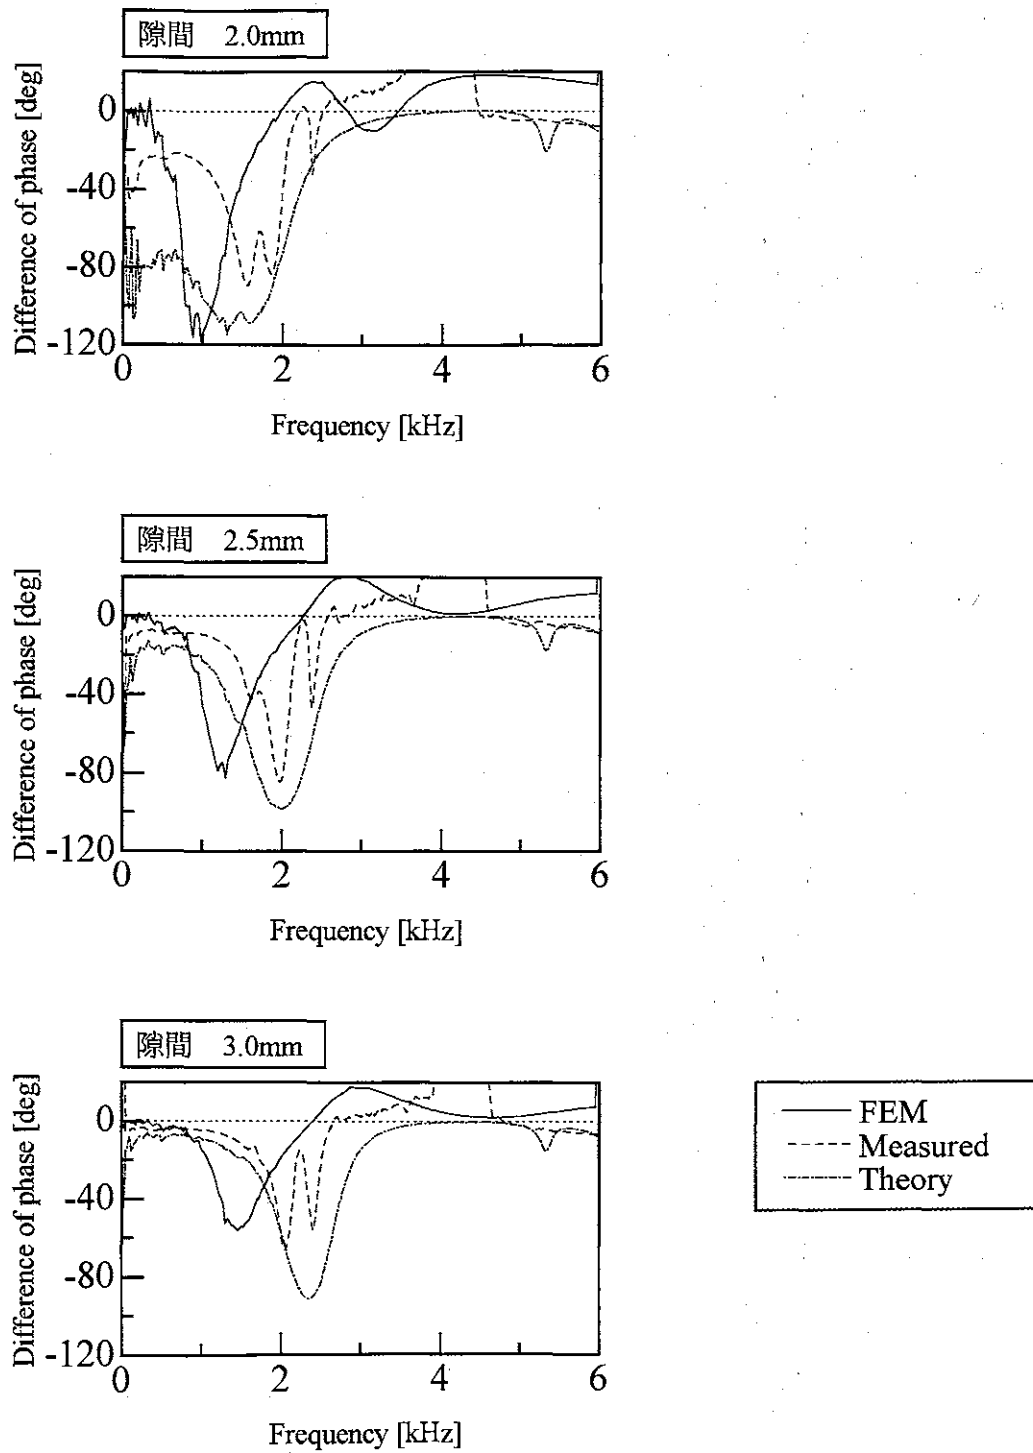 隙間 2.0mm
Difference of phase [deg]
0
-40
-80
-120
0 2 4 6
Frequency [kHz]
隙間 2.5mm
Difference of phase [deg]
0
-40
-80
-120
0 2 4 6
Frequency [kHz]
隙間 3.0mm
Difference of phase [deg]
0
-40
-80
-120
0 2 4 6
Frequency [kHz]
FEM
Measured
Theory